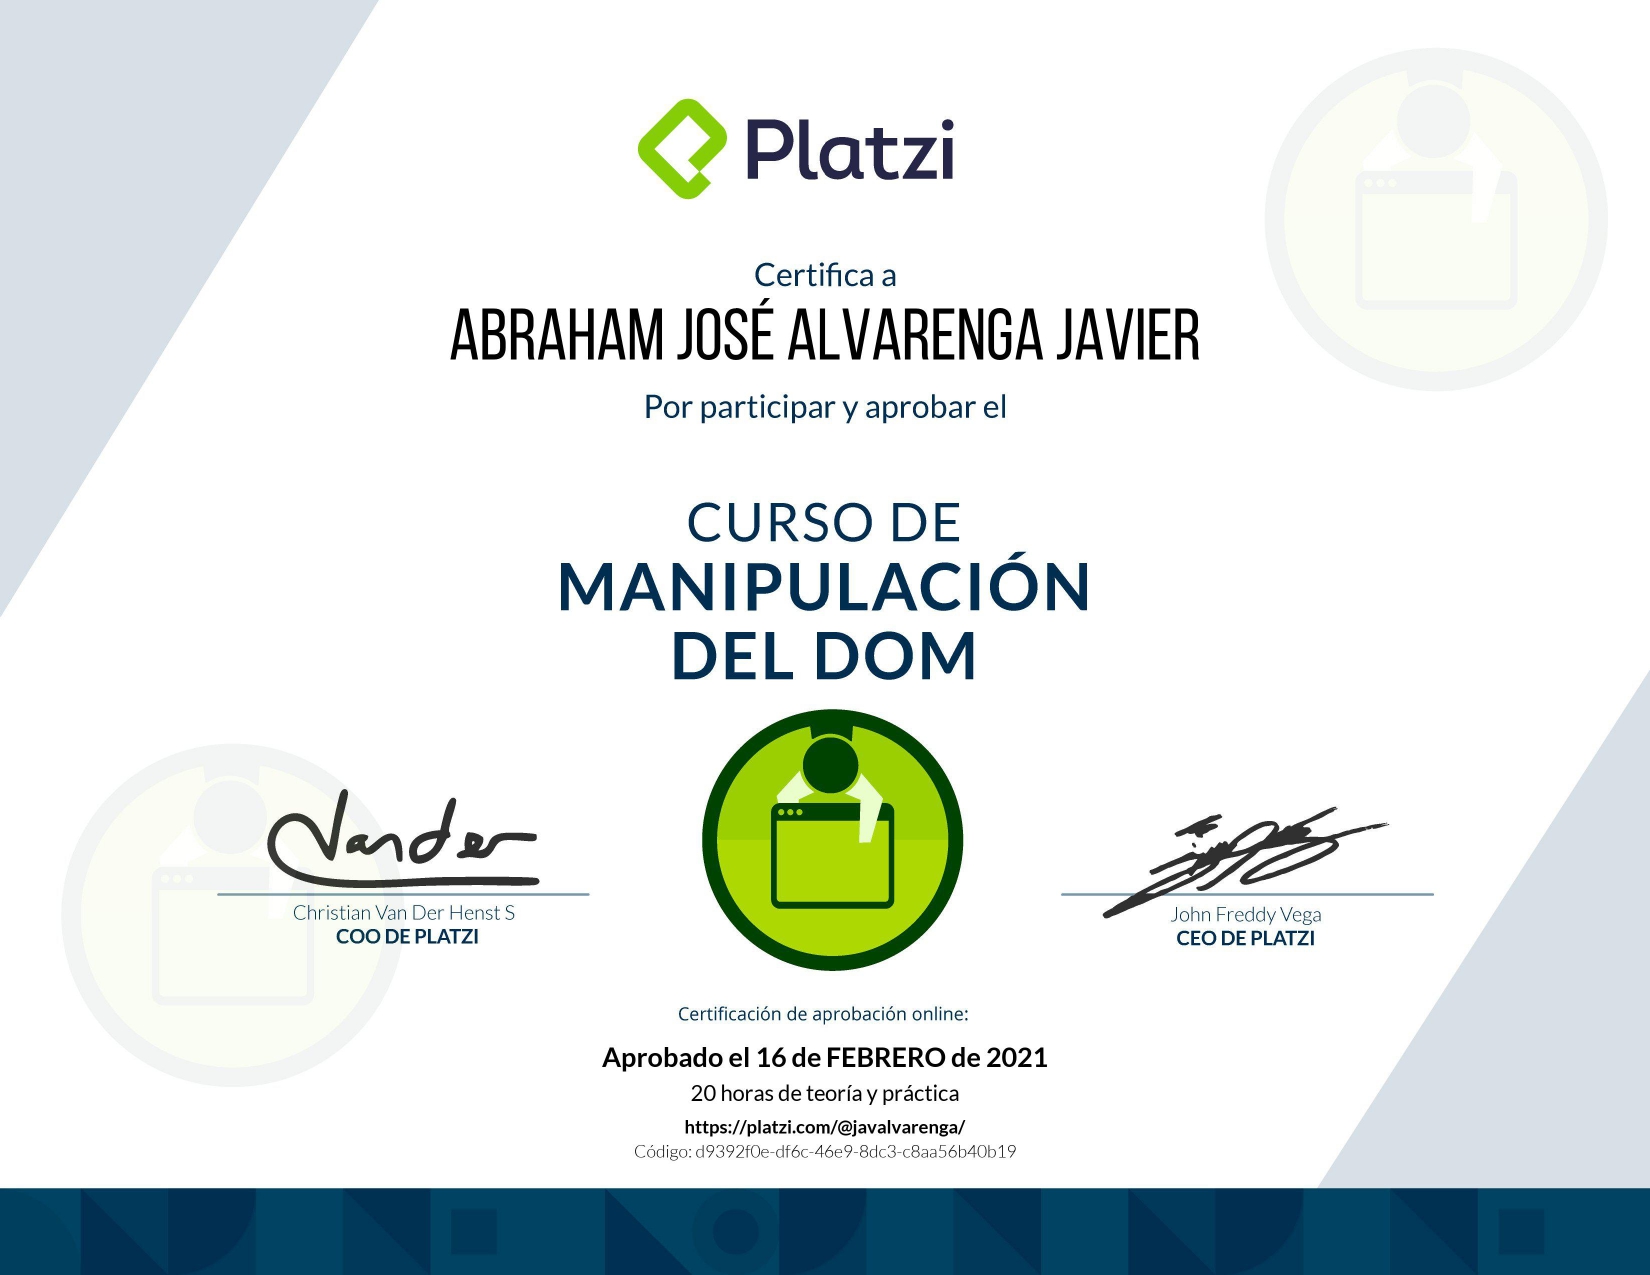 Platzi
Certifica a
ABRAHAM JOSÉ ALVARENGA JAVIER
Por participar y aprobar el
CURSO DE
MANIPULACIÓN
DEL DOM
Vander
Christian Van Der Henst S
COO DE PLATZI
John Freddy Vega
CEO DE PLATZI
Certificación de aprobación online:
Aprobado el 16 de FEBRERO de 2021
20 horas de teoría y práctica
https://platzi.com/@javalvarenga/
Código: d9392f0e-df6c-46e9-8dc3-c8aa56b40b19